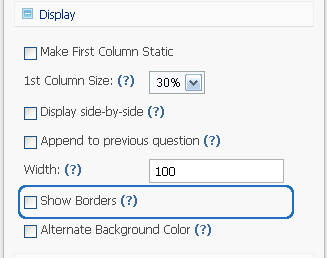 Display
Make First Column Static
1st Column Size: (?) 30%
Display side-by-side (?)
Append to previous question (?)
Width: (?) 100
Show Borders (?)
Alternate Background Color (?)